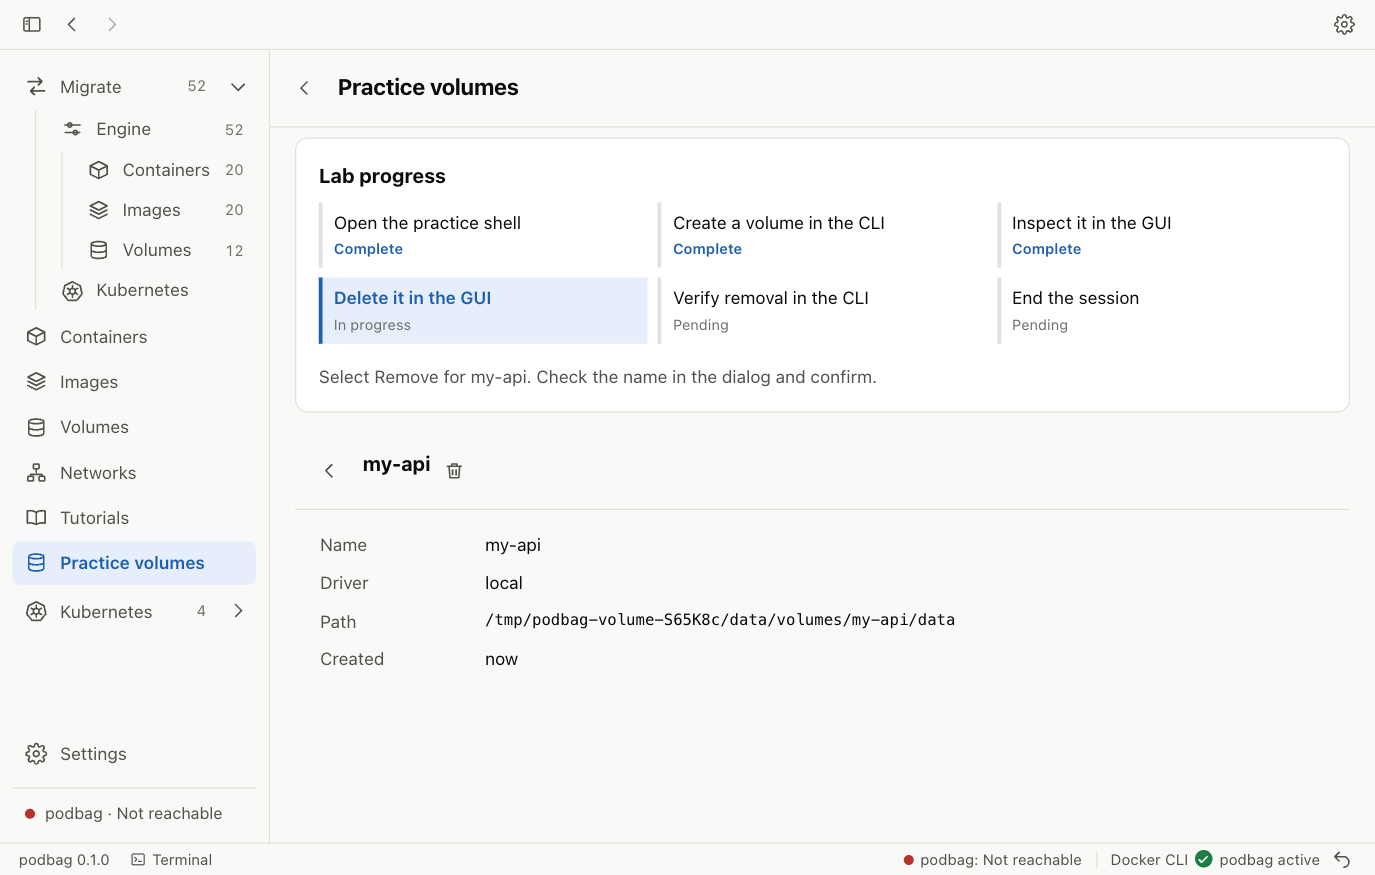 Migrate 52
Engine 52
Containers 20
Images 20
Volumes 12
Kubernetes
Containers
Images
Volumes
Networks
Tutorials
Practice volumes
Kubernetes 4
Settings
podbag · Not reachable
Practice volumes
Lab progress
Open the practice shell
Complete
Create a volume in the CLI
Complete
Inspect it in the GUI
Complete
Delete it in the GUI
In progress
Verify removal in the CLI
Pending
End the session
Pending
Select Remove for my-api. Check the name in the dialog and confirm.
my-api
Name my-api
Driver local
Path /tmp/podbag-volume-S65K8c/data/volumes/my-api/data
Created now
podbag 0.1.0 Terminal podbag: Not reachable Docker CLI podbag active